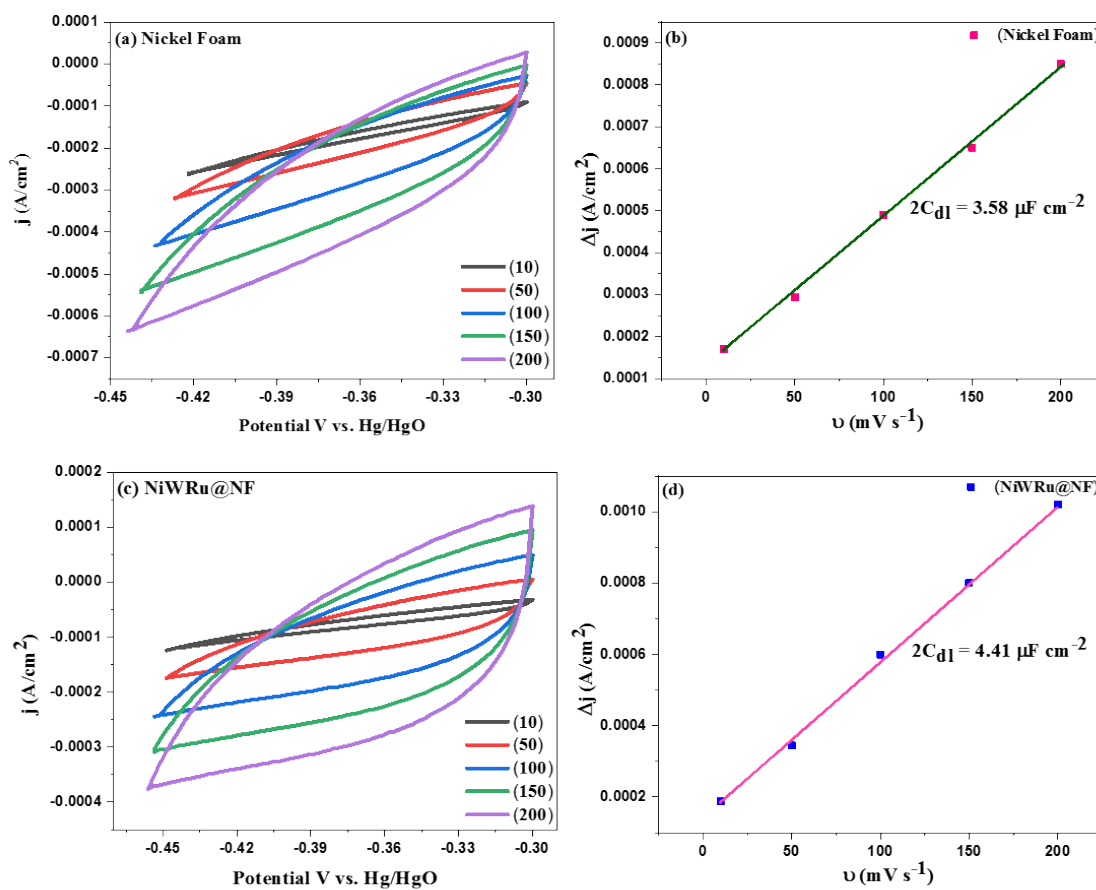 (a) Nickel Foam
0.0001
0.0000
-0.0001
-0.0002
-0.0003
-0.0004
-0.0005
-0.0006
-0.0007
j (A/cm²)
(10)
(50)
(100)
(150)
(200)
-0.45 -0.42 -0.39 -0.36 -0.33 -0.30
Potential V vs. Hg/HgO
(b)
(Nickel Foam)
0.0009
0.0008
0.0007
0.0006
0.0005
0.0004
0.0003
0.0002
0.0001
Δj (A/cm²)
2Cdl = 3.58 μF cm⁻²
0 50 100 150 200
υ (mV s⁻¹)
(c) NiWRu@NF
0.0002
0.0001
0.0000
-0.0001
-0.0002
-0.0003
-0.0004
j (A/cm²)
(10)
(50)
(100)
(150)
(200)
-0.45 -0.42 -0.39 -0.36 -0.33 -0.30
Potential V vs. Hg/HgO
(d)
(NiWRu@NF)
0.0010
0.0008
0.0006
0.0004
0.0002
Δj (A/cm²)
2Cdl = 4.41 μF cm⁻²
0 50 100 150 200
υ (mV s⁻¹)